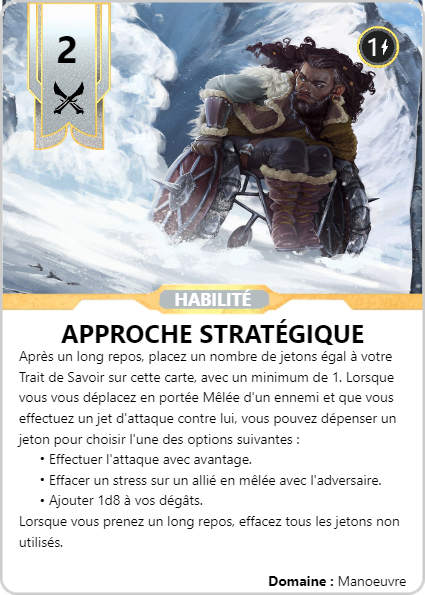 2
1
HABILITÉ
APPROCHE STRATÉGIQUE
Après un long repos, placez un nombre de jetons égal à votre
Trait de Savoir sur cette carte, avec un minimum de 1. Lorsque
vous vous déplacez en portée Mêlée d'un ennemi et que vous
effectuez un jet d'attaque contre lui, vous pouvez dépenser un
jeton pour choisir l'une des options suivantes :
• Effectuer l'attaque avec avantage.
• Effacer un stress sur un allié en mêlée avec l'adversaire.
• Ajouter 1d8 à vos dégâts.
Lorsque vous prenez un long repos, effacez tous les jetons non
utilisés.
Domaine : Manoeuvre